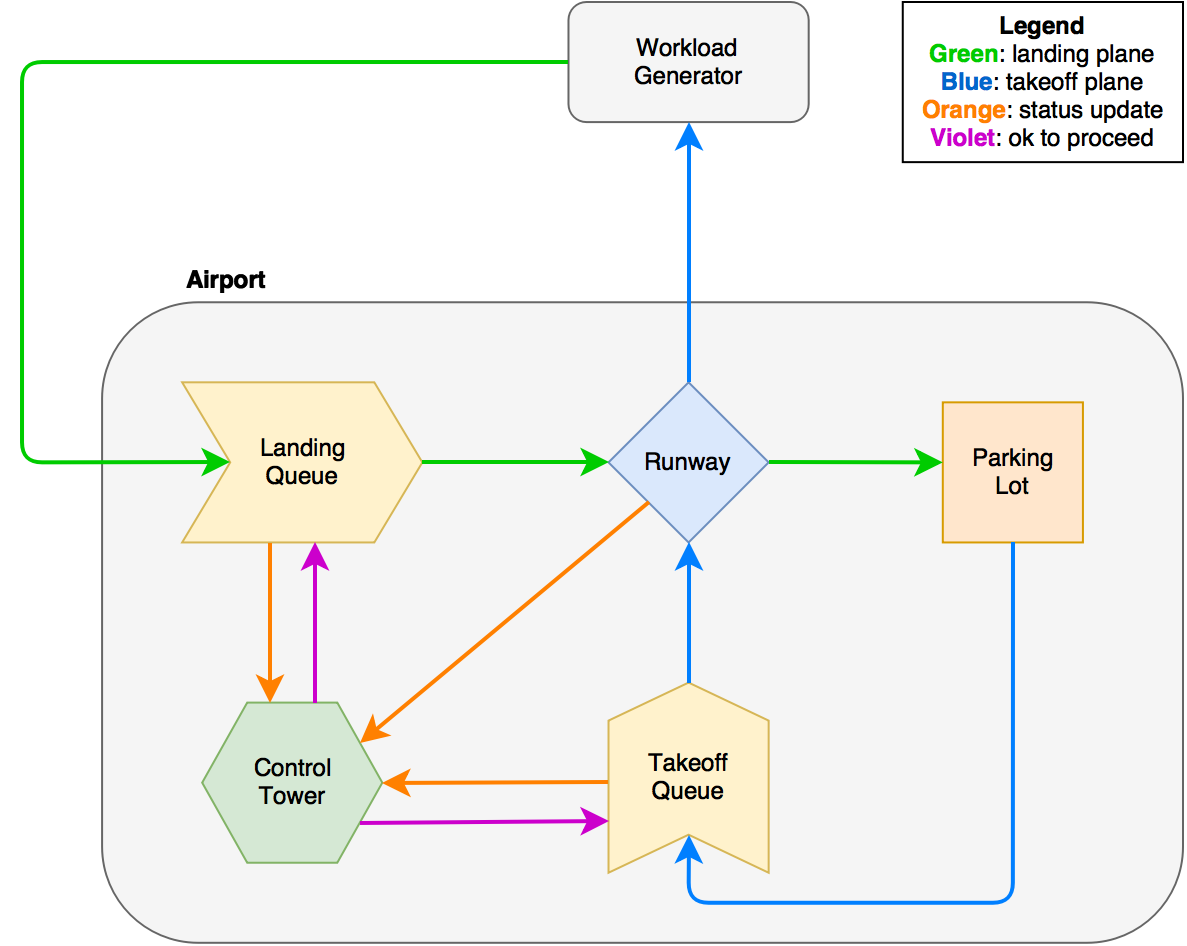 Workload
Generator
Legend
Green: landing plane
Blue: takeoff plane
Orange: status update
Violet: ok to proceed
Airport
Landing
Queue
Runway
Parking
Lot
Control
Tower
Takeoff
Queue